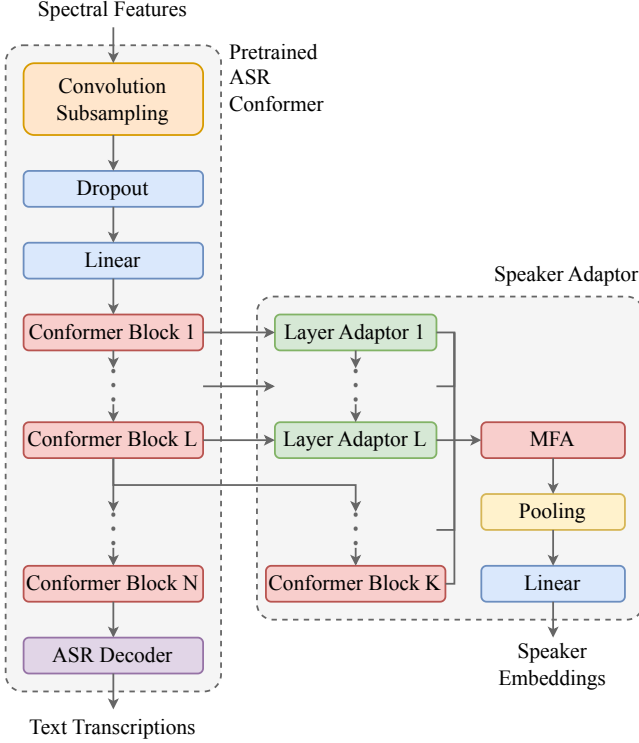 Spectral Features
Pretrained
ASR
Conformer
Convolution
Subsampling
Dropout
Linear
Speaker Adaptor
Conformer Block 1
Layer Adaptor 1
Conformer Block L
Layer Adaptor L
MFA
Pooling
Conformer Block N
Conformer Block K
Linear
ASR Decoder
Speaker
Embeddings
Text Transcriptions